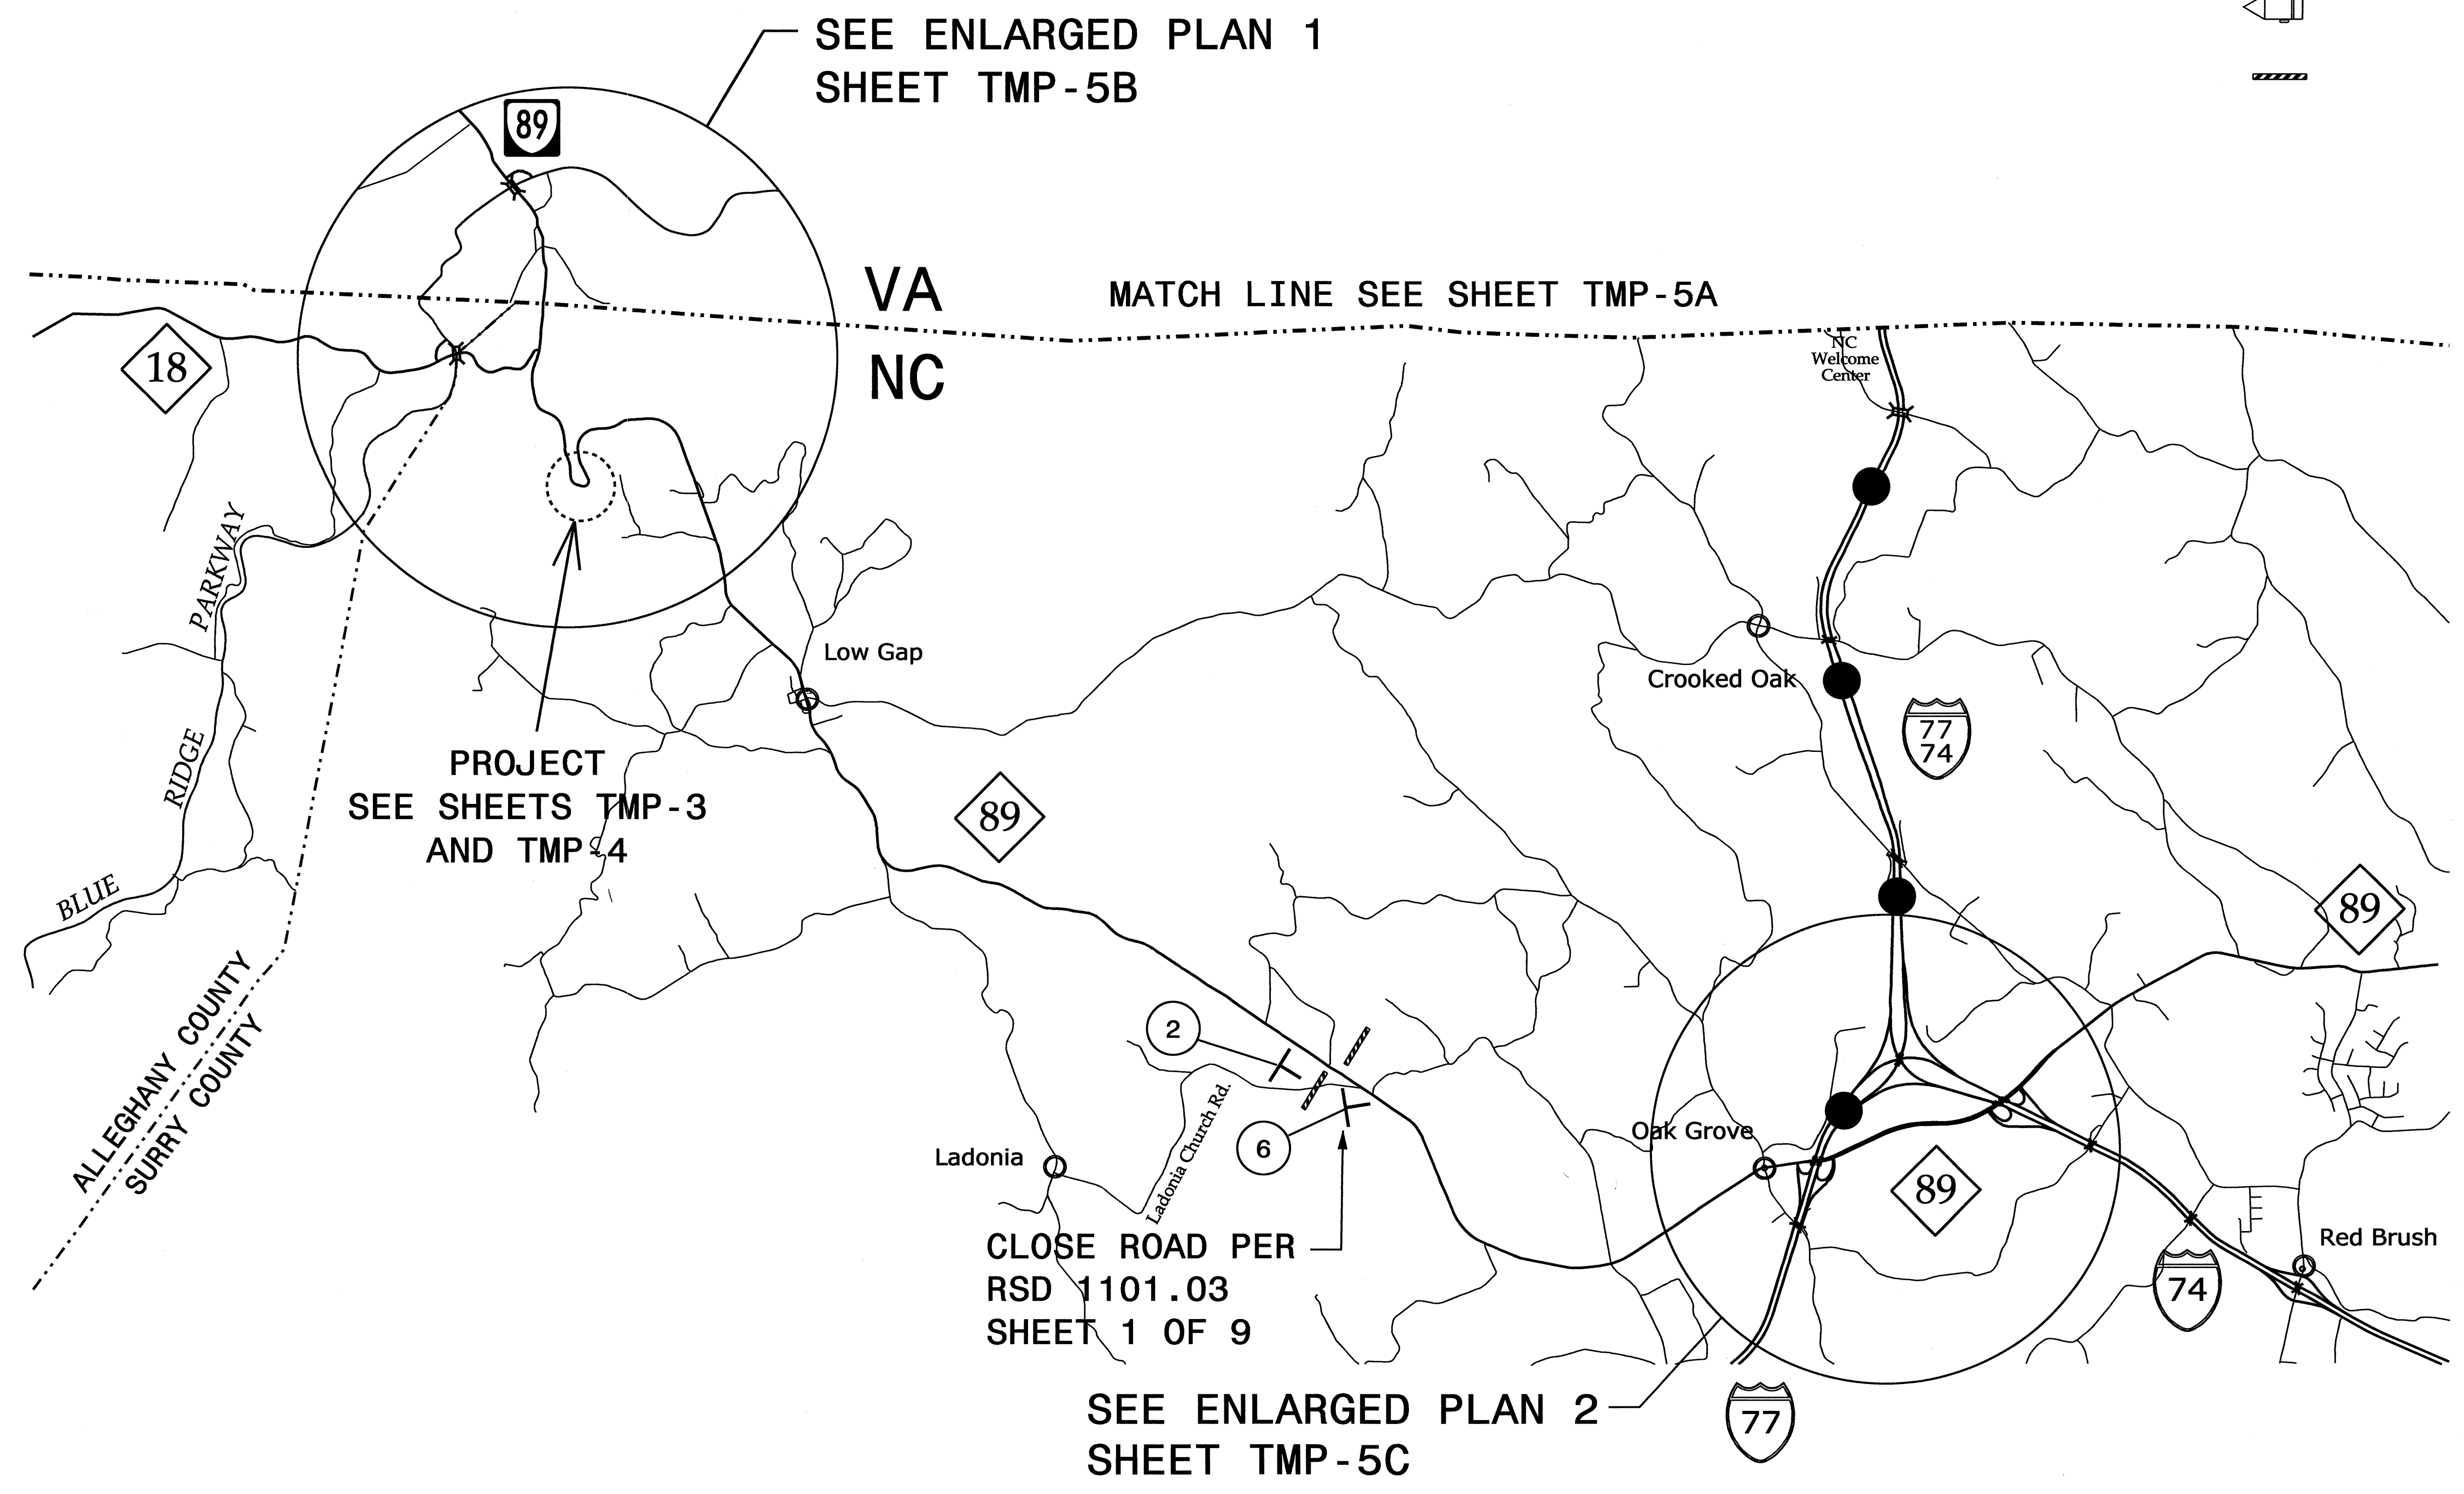 SEE ENLARGED PLAN 1
SHEET TMP-5B
89
VA
MATCH LINE SEE SHEET TMP-5A
NC
18
NC
Welcome
Center
PARKWAY
RIDGE
BLUE
Low Gap
Crooked Oak
77
74
PROJECT
SEE SHEETS TMP-3
AND TMP-4
89
89
ALLEGHANY COUNTY
SURRY COUNTY
2
6
Ladonia
Ladonia Church Rd.
Oak Grove
89
Red Brush
74
CLOSE ROAD PER
RSD 1101.03
SHEET 1 OF 9
SEE ENLARGED PLAN 2
SHEET TMP-5C
77